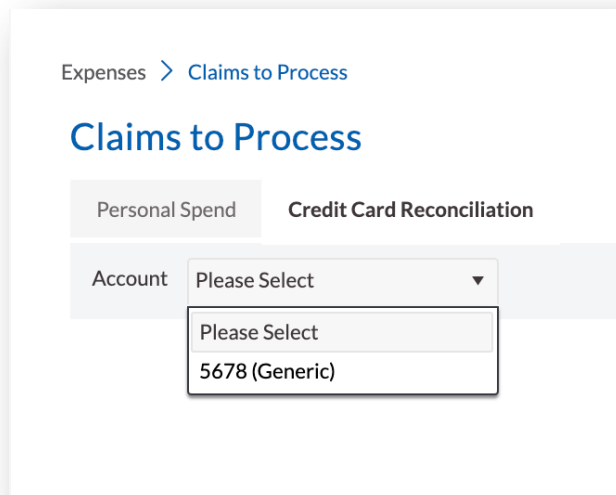 Expenses > Claims to Process
Claims to Process
Personal Spend Credit Card Reconciliation
Account Please Select
Please Select
5678 (Generic)